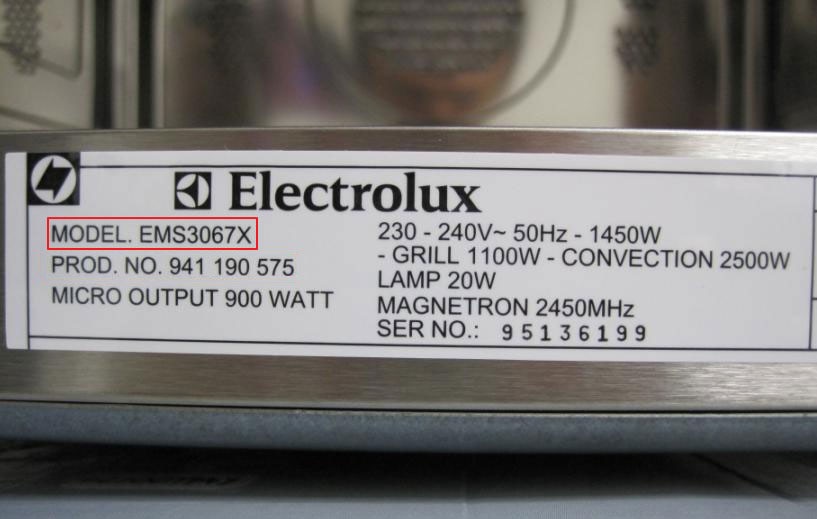 Electrolux
MODEL. EMS3067X
PROD. NO. 941 190 575
MICRO OUTPUT 900 WATT
230 - 240V~ 50Hz - 1450W
- GRILL 1100W - CONVECTION 2500W
LAMP 20W
MAGNETRON 2450MHz
SER NO.: 95136199